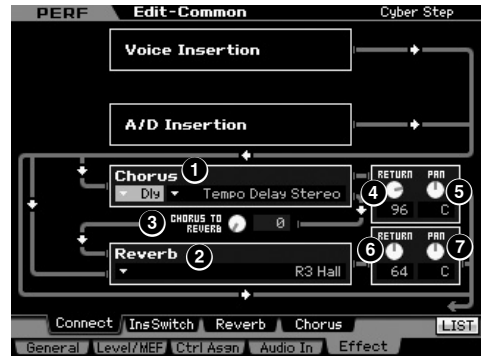 PERF Edit-Common Cyber Step
Voice Insertion
A/D Insertion
Chorus 1
Dly Tempo Delay Stereo
RETURN PAN
4 5
96 C
3 CHORUS TO REVERB 0
Reverb 2
R3 Hall
RETURN PAN
6 7
64 C
Connect InsSwitch Reverb Chorus LIST
General Level/MEF Ctrl Asgn Audio In Effect